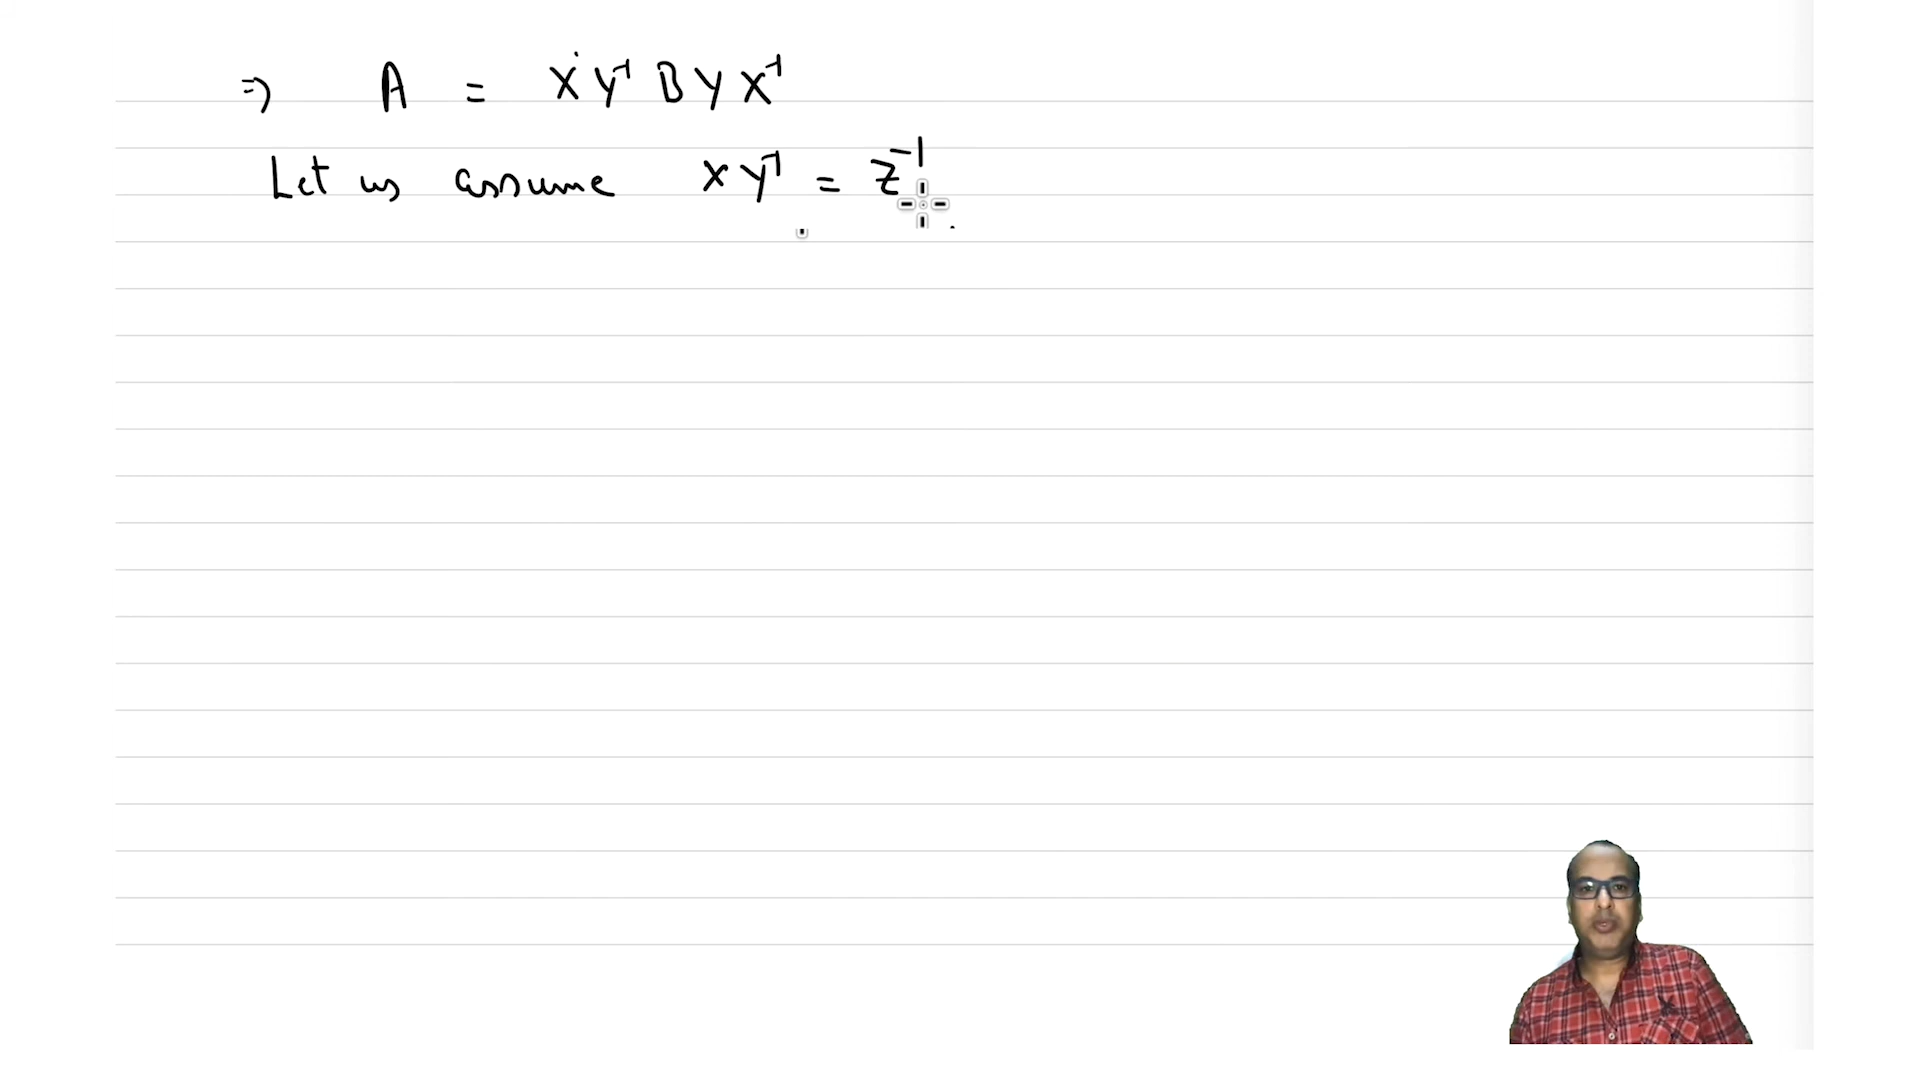 ⇒ A = X Y⁻¹ B Y X⁻¹
Let us assume X Y⁻¹ = Z⁻¹